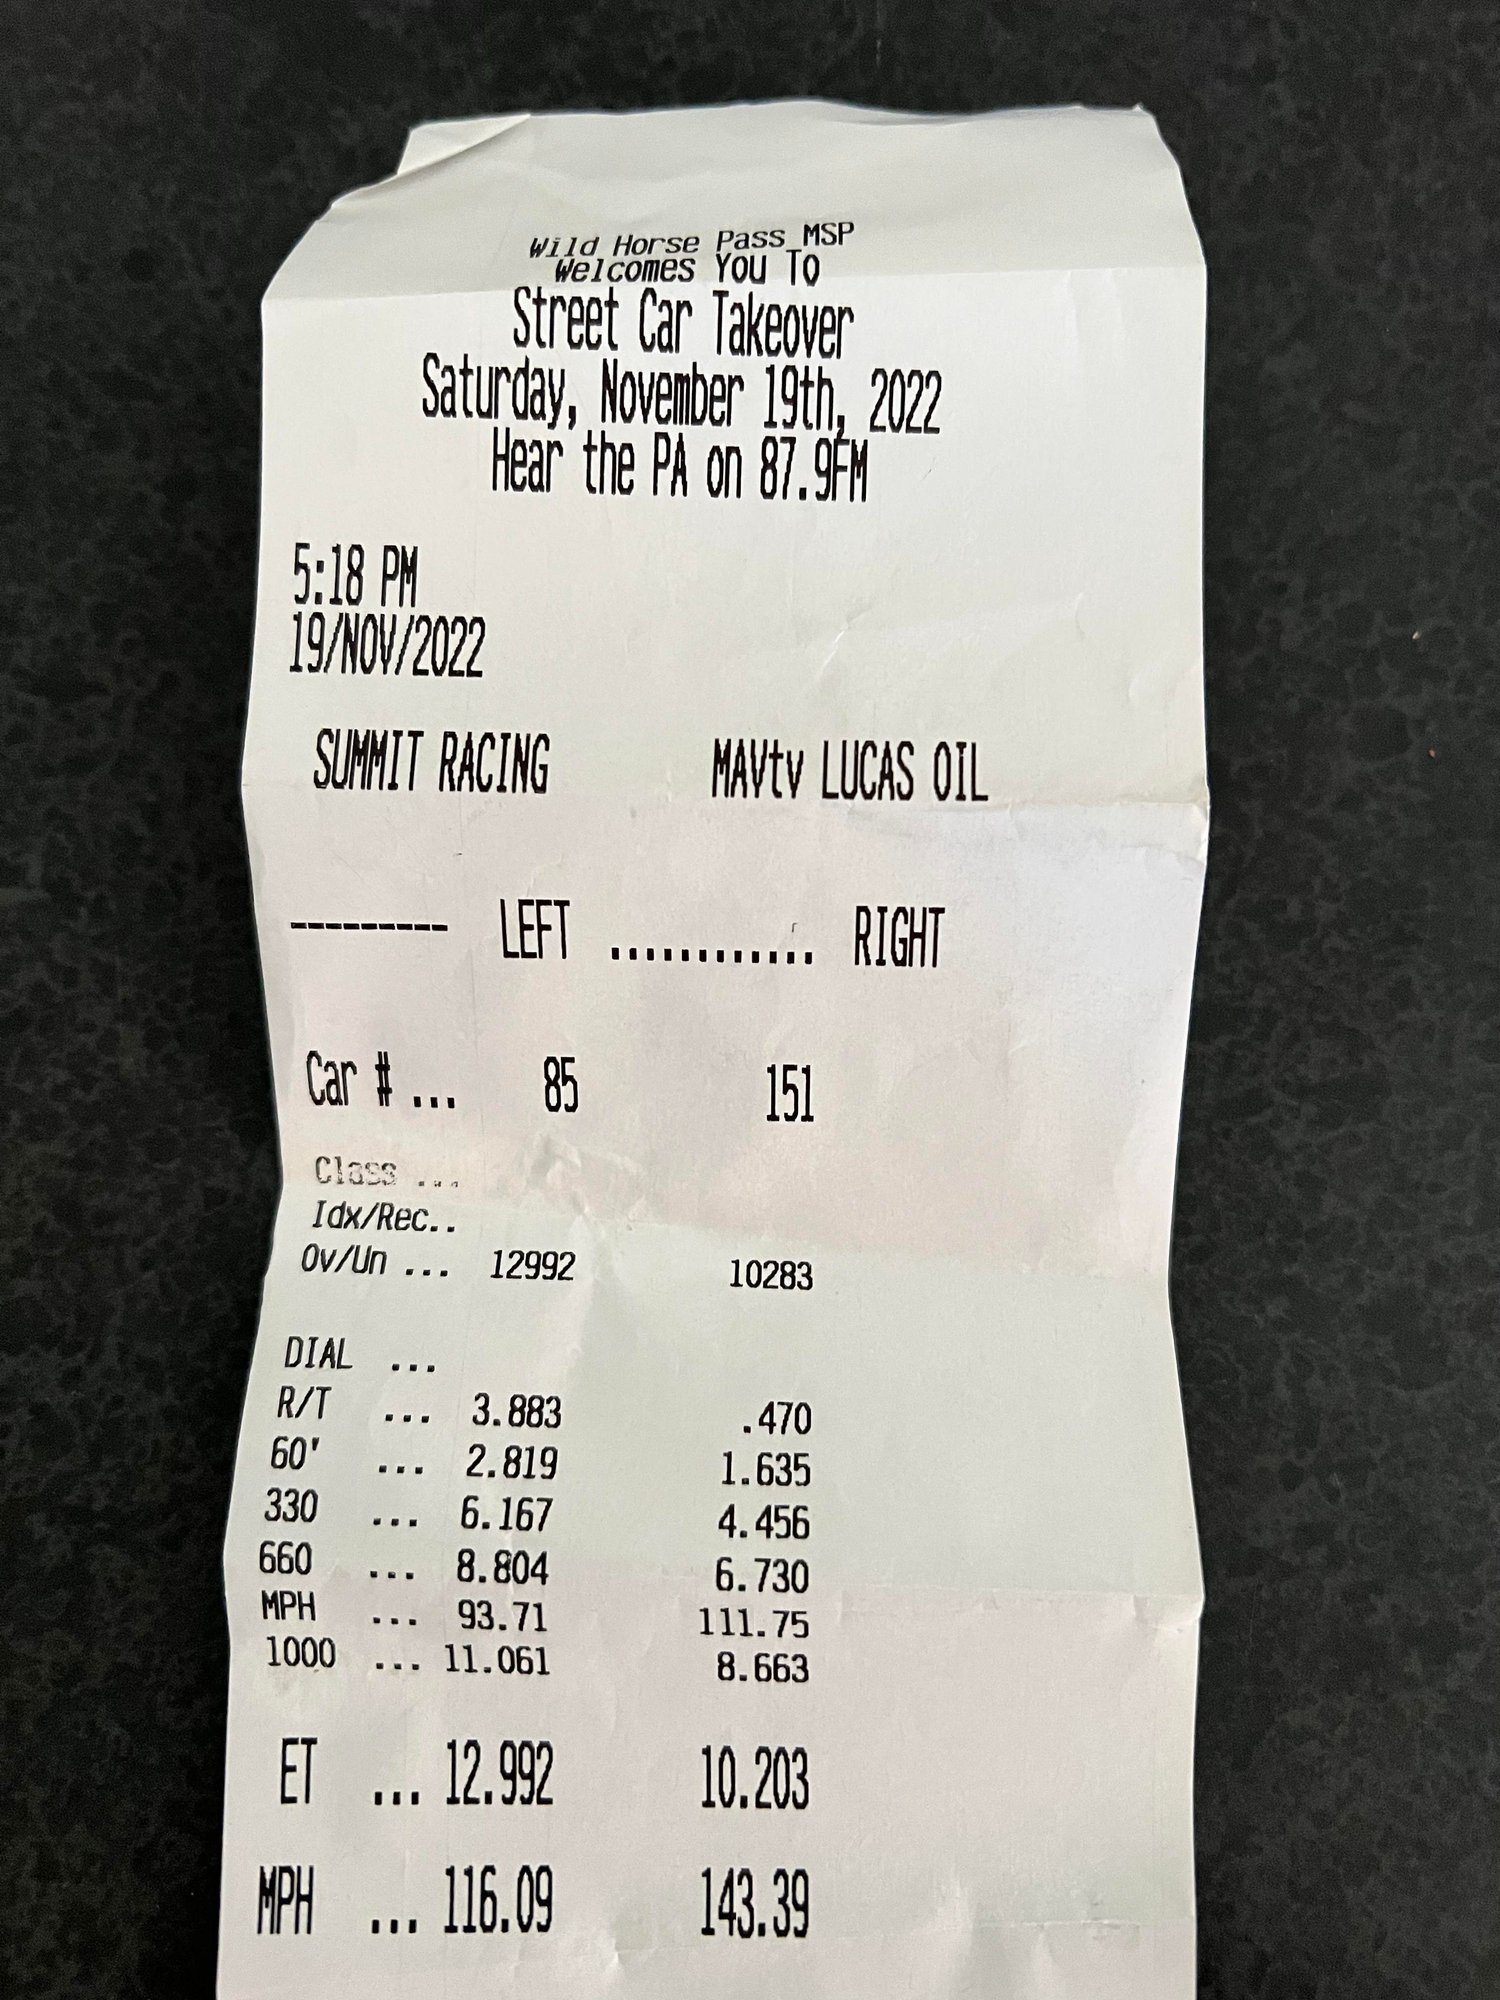 Wild Horse Pass MSP
Welcomes You To
Street Car Takeover
Saturday, November 19th, 2022
Hear the PA on 87.9FM
5:18 PM
19/NOV/2022
SUMMIT RACING MAVtv LUCAS OIL
--------- LEFT ............ RIGHT
Car # ... 85 151
Class ...
Idx/Rec..
Ov/Un ... 12992 10283
DIAL ...
R/T ... 3.883 .470
60' ... 2.819 1.635
330 ... 6.167 4.456
660 ... 8.804 6.730
MPH ... 93.71 111.75
1000 ... 11.061 8.663
ET ... 12.992 10.203
MPH ... 116.09 143.39